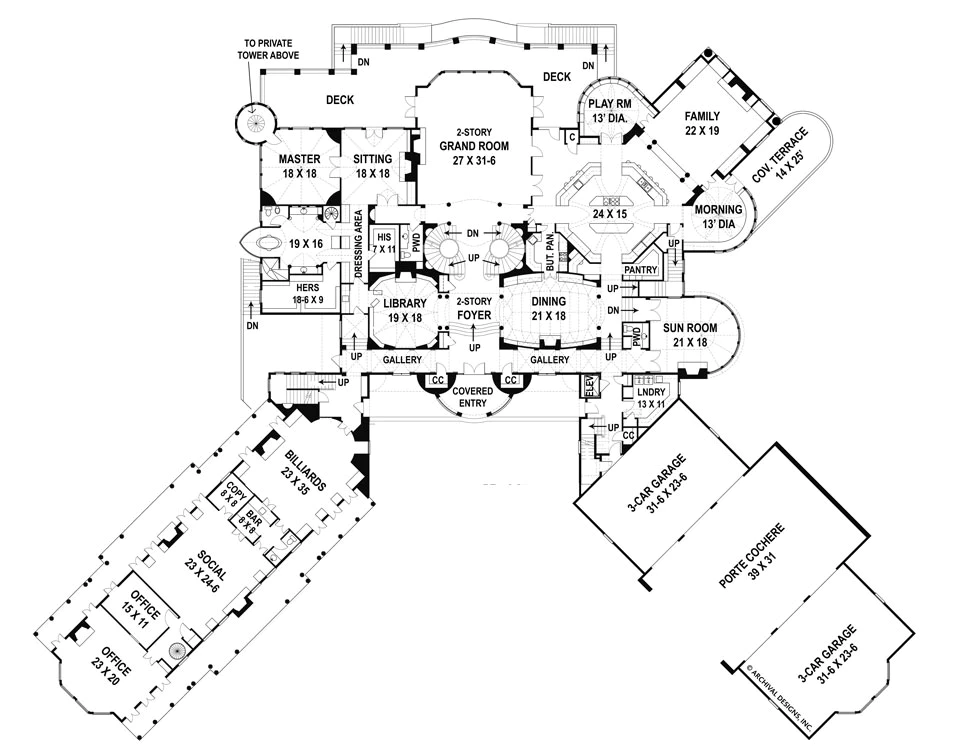 TO PRIVATE
TOWER ABOVE
DN
DECK
DECK
DN
PLAY RM
13' DIA.
FAMILY
22 X 19
COV. TERRACE
14 X 25'
MASTER
18 X 18
SITTING
18 X 18
2-STORY
GRAND ROOM
27 X 31-6
C
24 X 15
MORNING
13' DIA
19 X 16
DRESSING AREA
HIS
7 X 11
PWD
DN
UP
BUT. PAN.
PANTRY
UP
HERS
18-6 X 9
DN
LIBRARY
19 X 18
2-STORY
FOYER
DINING
21 X 18
UP
DN
PWD
SUN ROOM
21 X 18
UP
GALLERY
UP
GALLERY
UP
UP
CC
COVERED
ENTRY
CC
ELEV
LNDRY
13 X 11
UP
CC
BILLIARDS
23 X 35
COPY
8 X 8
BAR
8 X 8
SOCIAL
23 X 24-6
OFFICE
15 X 11
OFFICE
23 X 20
3-CAR GARAGE
31-6 X 23-6
PORTE COCHERE
39 X 31
3-CAR GARAGE
31-6 X 23-6
© ARCHIVAL DESIGNS, INC.